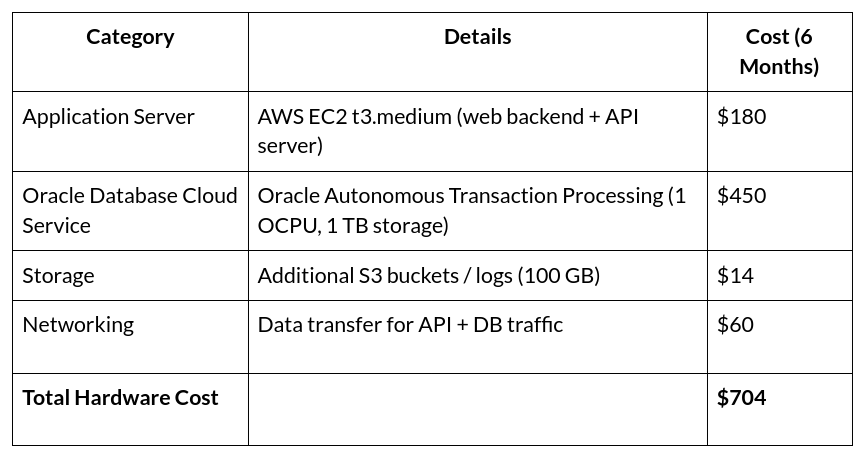 Category
Details
Cost (6
Months)
Application Server
AWS EC2 t3.medium (web backend + API
server)
$180
Oracle Database Cloud
Service
Oracle Autonomous Transaction Processing (1
OCPU, 1 TB storage)
$450
Storage
Additional S3 buckets / logs (100 GB)
$14
Networking
Data transfer for API + DB traffic
$60
Total Hardware Cost
$704